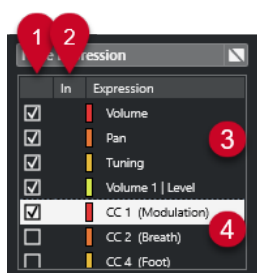 1 2
ression
In Expression
Volume
Pan
3
Tuning
Volume 1 | Level
CC 1 (Modulation)
4
CC 2 (Breath)
CC 4 (Foot)